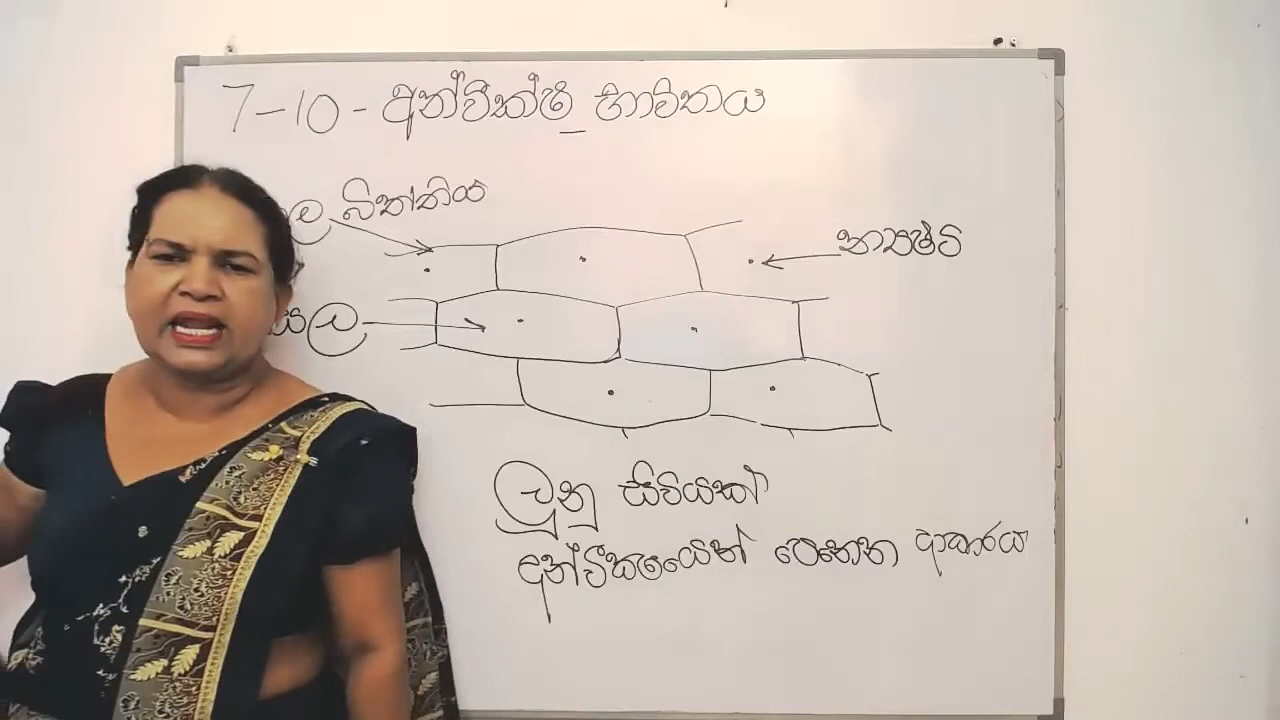 7-10 - අන්වීක්ෂී භාවිතය
බිත්තිය
න්‍යෂ්ටි
ලූනු සිවියක්
අන්වීක්ෂයෙන් පෙනෙන ආකාරය